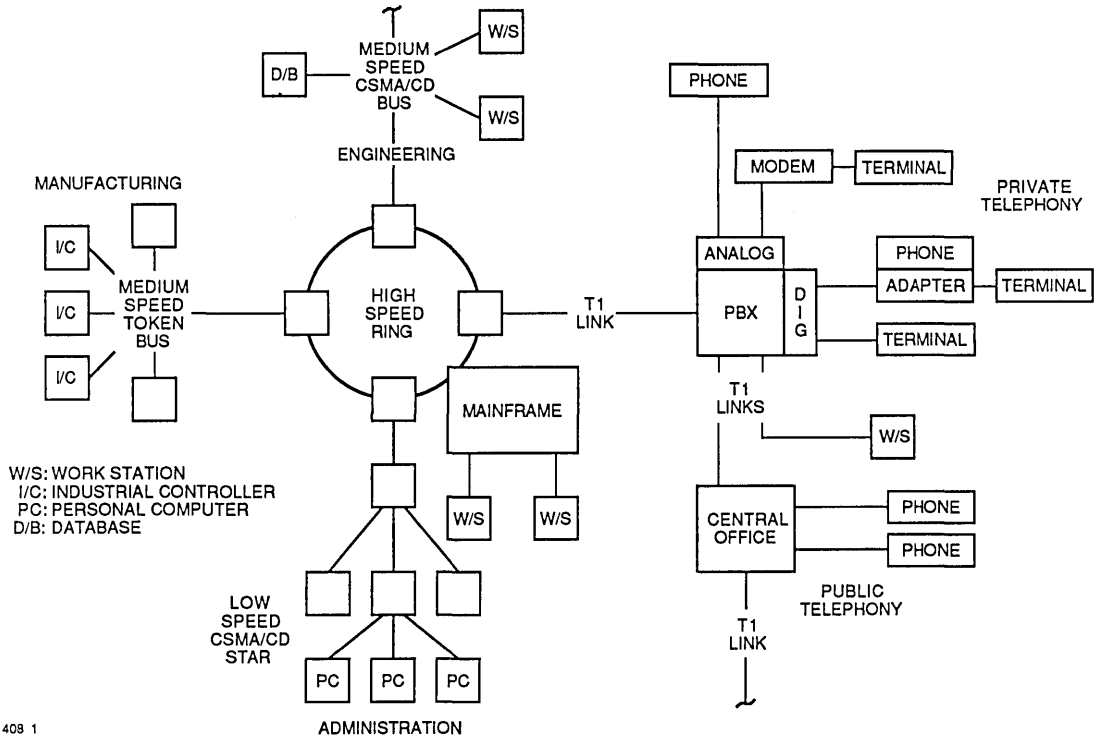 MEDIUM
SPEED
CSMA/CD
BUS
D/B
W/S
W/S
ENGINEERING
MANUFACTURING
I/C
I/C
I/C
MEDIUM
SPEED
TOKEN
BUS
HIGH
SPEED
RING
T1
LINK
PHONE
MODEM
TERMINAL
PRIVATE
TELEPHONY
ANALOG
PBX
DIG
PHONE
ADAPTER
TERMINAL
TERMINAL
T1
LINKS
W/S
MAINFRAME
W/S
W/S
W/S: WORK STATION
I/C: INDUSTRIAL CONTROLLER
PC: PERSONAL COMPUTER
D/B: DATABASE
CENTRAL
OFFICE
PHONE
PHONE
PUBLIC
TELEPHONY
T1
LINK
LOW
SPEED
CSMA/CD
STAR
PC
PC
PC
ADMINISTRATION
408 1